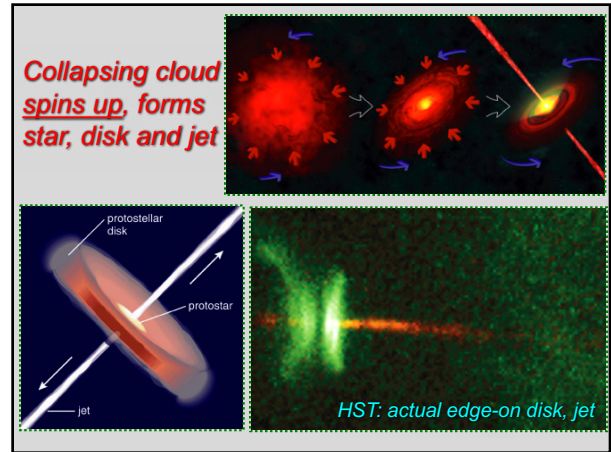 Collapsing cloud
spins up, forms
star, disk and jet
protostellar
disk
protostar
jet
HST: actual edge-on disk, jet